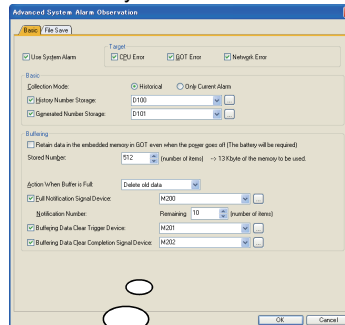 Advanced System Alarm Observation
Basic File Save
Use System Alarm
Target
CPU Error GOT Error Network Error
Basic
Collection Mode: Historical Only Current Alarm
History Number Storage: D100 ...
Generated Number Storage: D101 ...
Buffering
Retain data in the embedded memory in GOT even when the power goes off (The battery will be required)
Stored Number: 512 (number of items) --> 13 Kbyte of the memory to be used.
Action When Buffer is Full: Delete old data
Full Notification Signal Device: M200 ...
Notification Number: Remaining 10 (number of items)
Buffering Data Clear Trigger Device: M201 ...
Buffering Data Clear Completion Signal Device: M202 ...
OK Cancel